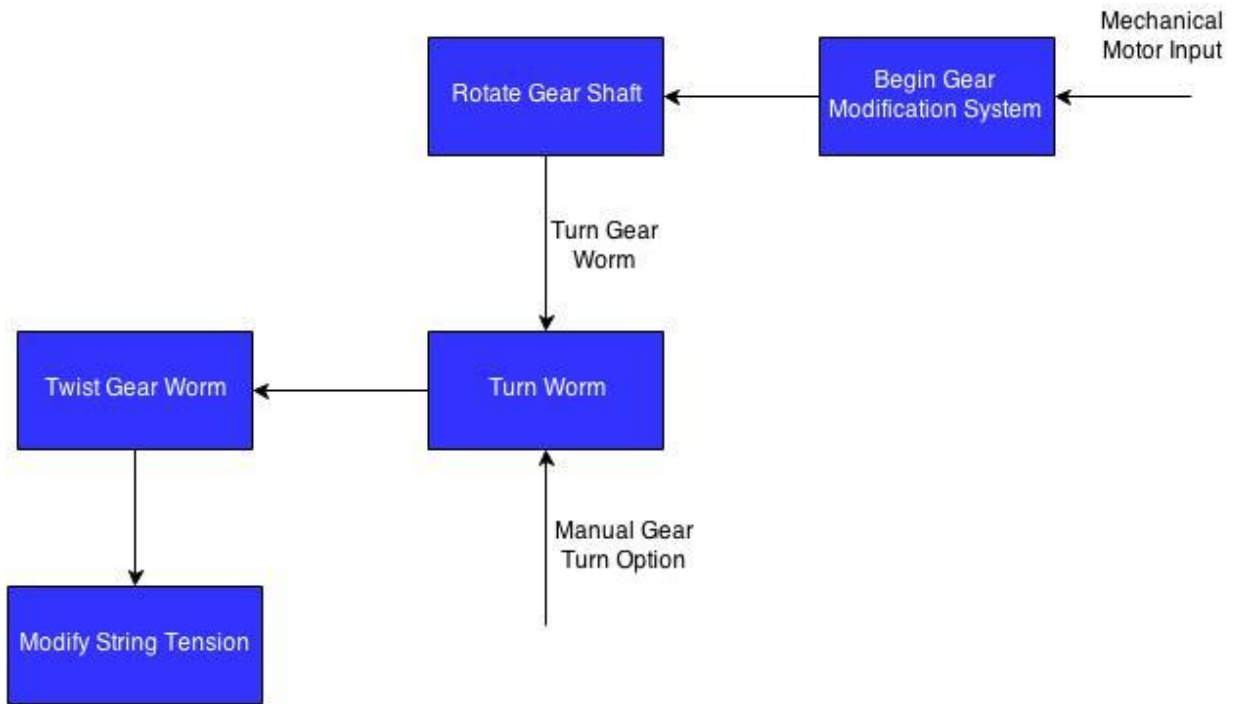 Mechanical
Motor Input
Rotate Gear Shaft
Begin Gear
Modification System
Turn Gear
Worm
Twist Gear Worm
Turn Worm
Manual Gear
Turn Option
Modify String Tension